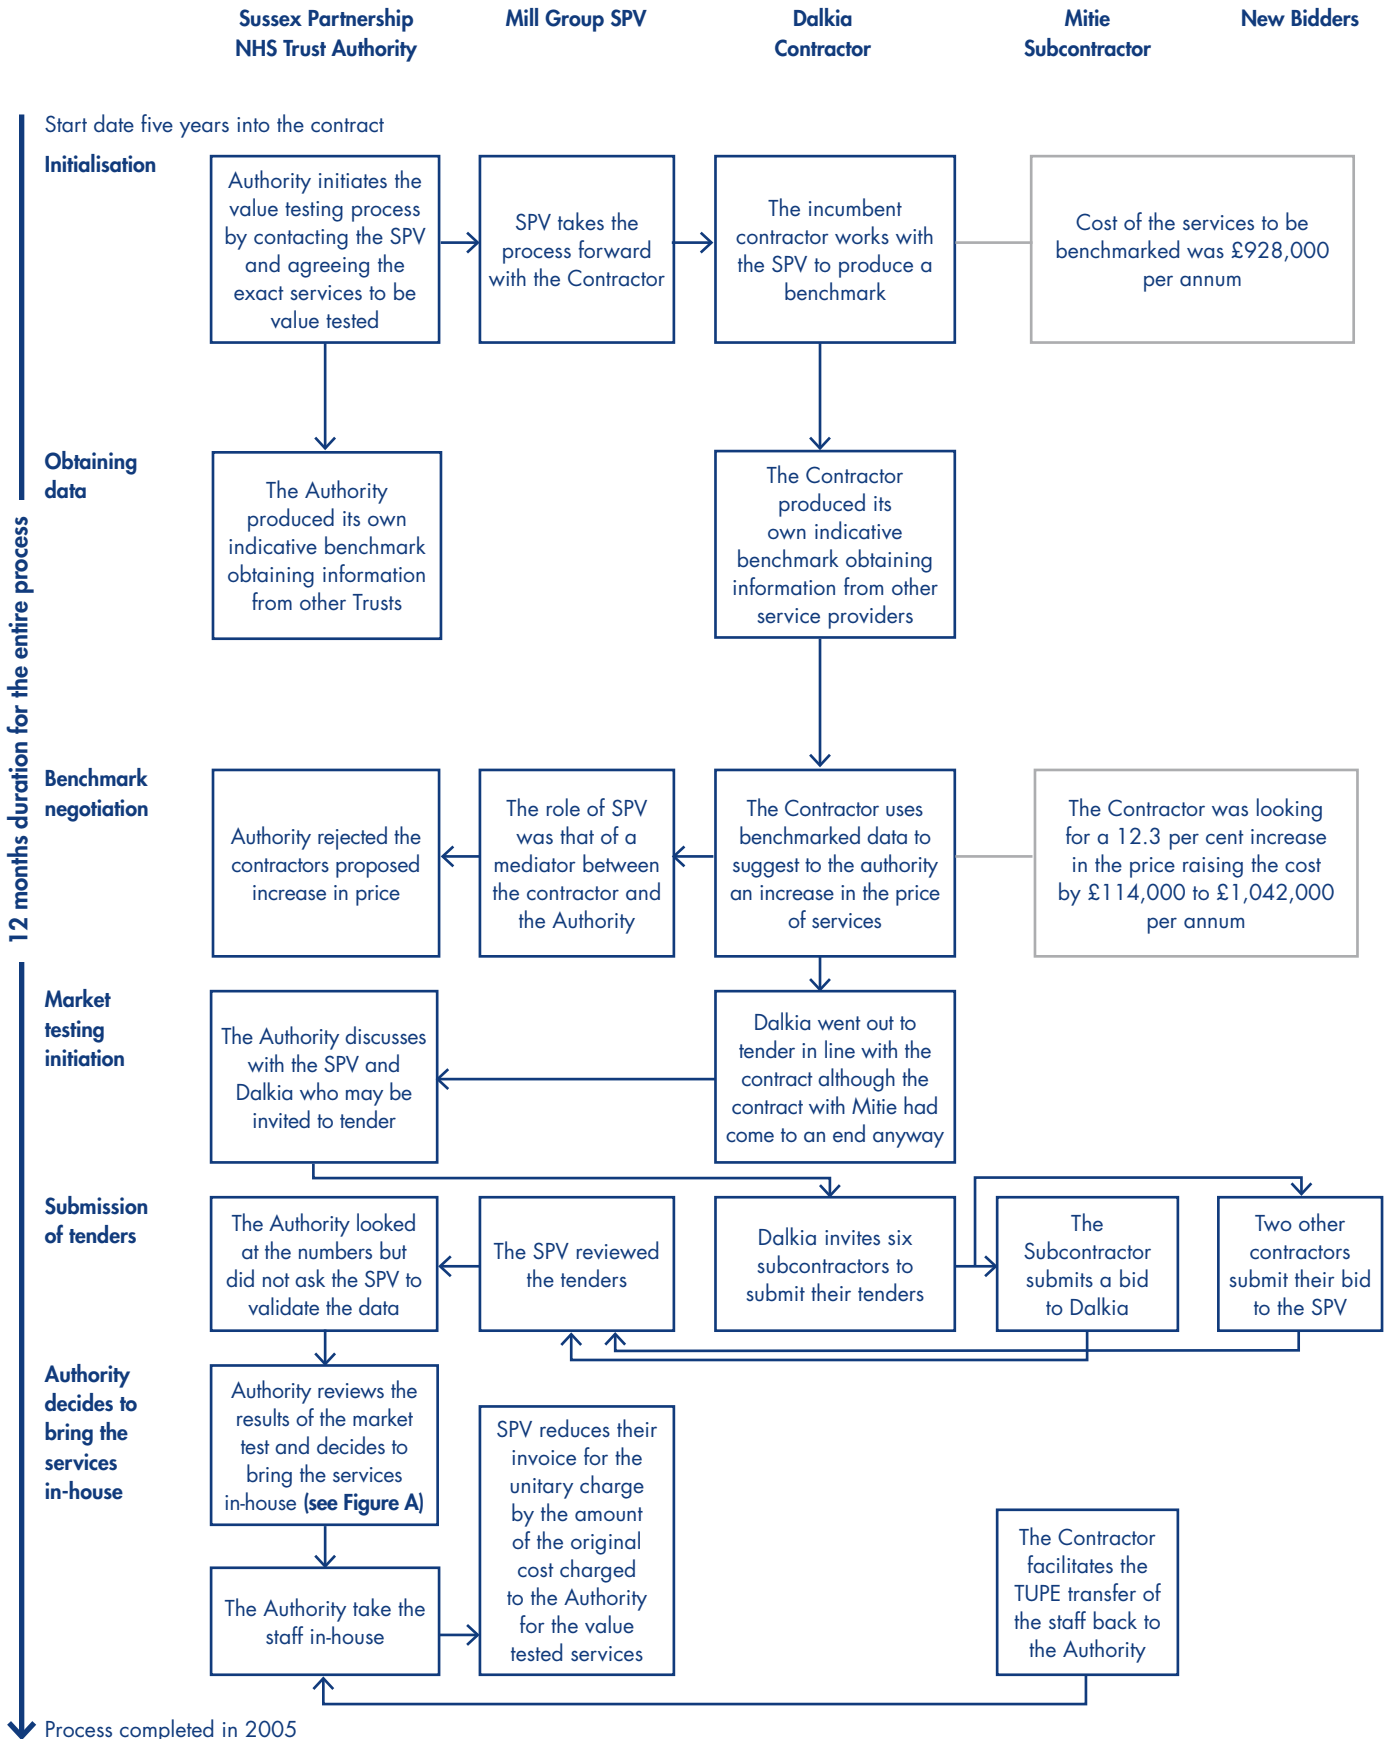 Sussex Partnership
NHS Trust Authority
Mill Group SPV
Dalkia
Contractor
Mitie
Subcontractor
New Bidders
12 months duration for the entire process
Start date five years into the contract
Initialisation
Authority initiates the
value testing process
by contacting the SPV
and agreeing the
exact services to be
value tested
SPV takes the
process forward
with the Contractor
The incumbent
contractor works with
the SPV to produce a
benchmark
Cost of the services to be
benchmarked was £928,000
per annum
Obtaining
data
The Authority
produced its own
indicative benchmark
obtaining information
from other Trusts
The Contractor
produced its
own indicative
benchmark obtaining
information from other
service providers
Benchmark
negotiation
Authority rejected the
contractors proposed
increase in price
The role of SPV
was that of a
mediator between
the contractor and
the Authority
The Contractor uses
benchmarked data to
suggest to the authority
an increase in the price
of services
The Contractor was looking
for a 12.3 per cent increase
in the price raising the cost
by £114,000 to £1,042,000
per annum
Market
testing
initiation
The Authority discusses
with the SPV and
Dalkia who may be
invited to tender
Dalkia went out to
tender in line with the
contract although the
contract with Mitie had
come to an end anyway
Submission
of tenders
The Authority looked
at the numbers but
did not ask the SPV to
validate the data
The SPV reviewed
the tenders
Dalkia invites six
subcontractors to
submit their tenders
The
Subcontractor
submits a bid
to Dalkia
Two other
contractors
submit their bid
to the SPV
Authority
decides to
bring the
services
in-house
Authority reviews the
results of the market
test and decides to
bring the services
in-house (see Figure A)
SPV reduces their
invoice for the
unitary charge
by the amount
of the original
cost charged
to the Authority
for the value
tested services
The Contractor
facilitates the
TUPE transfer of
the staff back to
the Authority
The Authority take the
staff in-house
Process completed in 2005